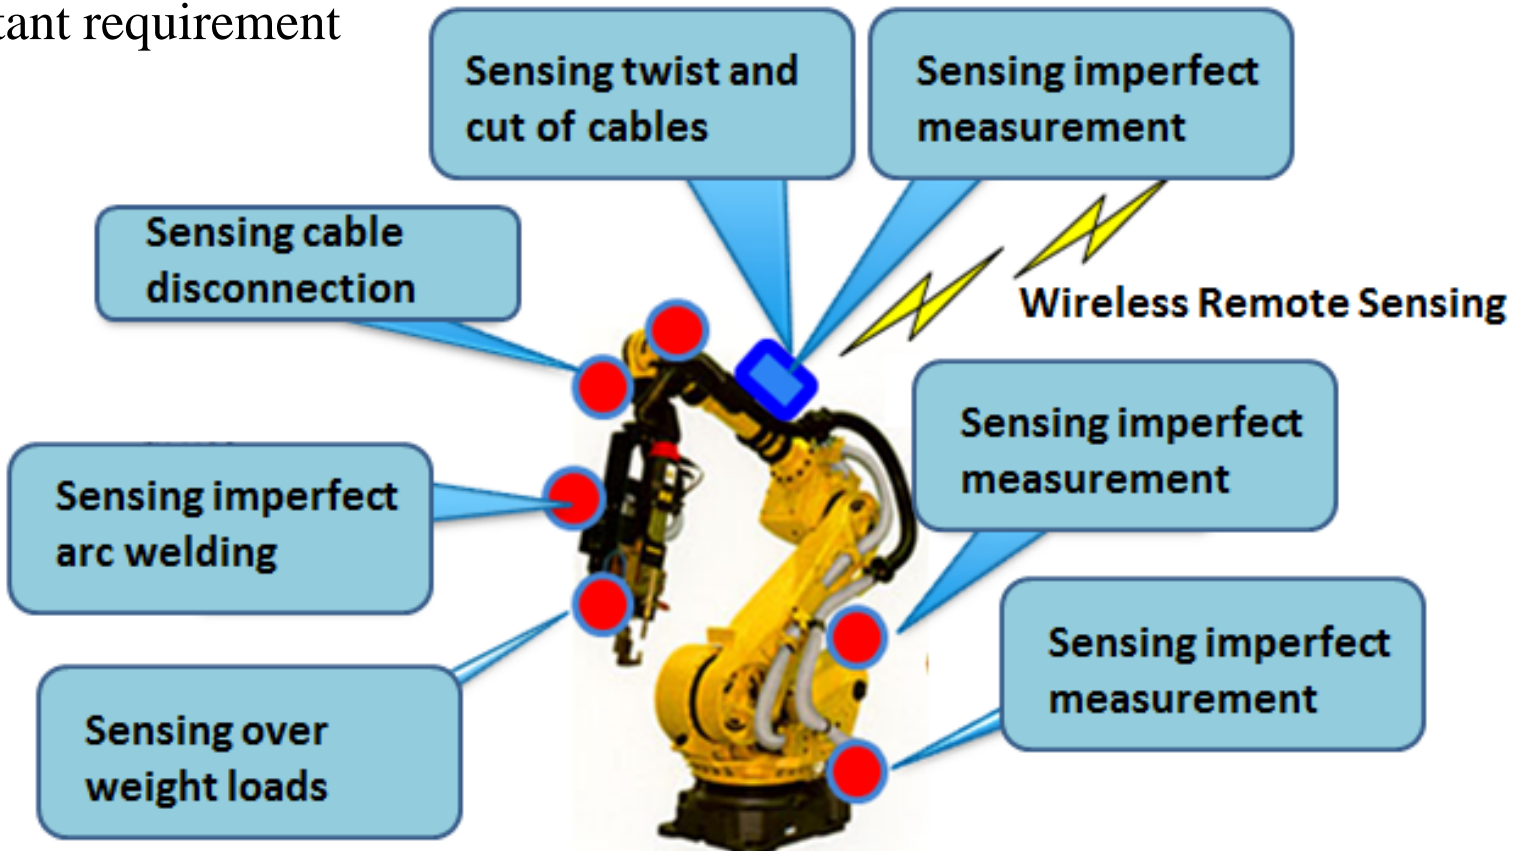 tant requirement
Sensing twist and
cut of cables
Sensing imperfect
measurement
Sensing cable
disconnection
Wireless Remote Sensing
Sensing imperfect
measurement
Sensing imperfect
arc welding
Sensing imperfect
measurement
Sensing over
weight loads